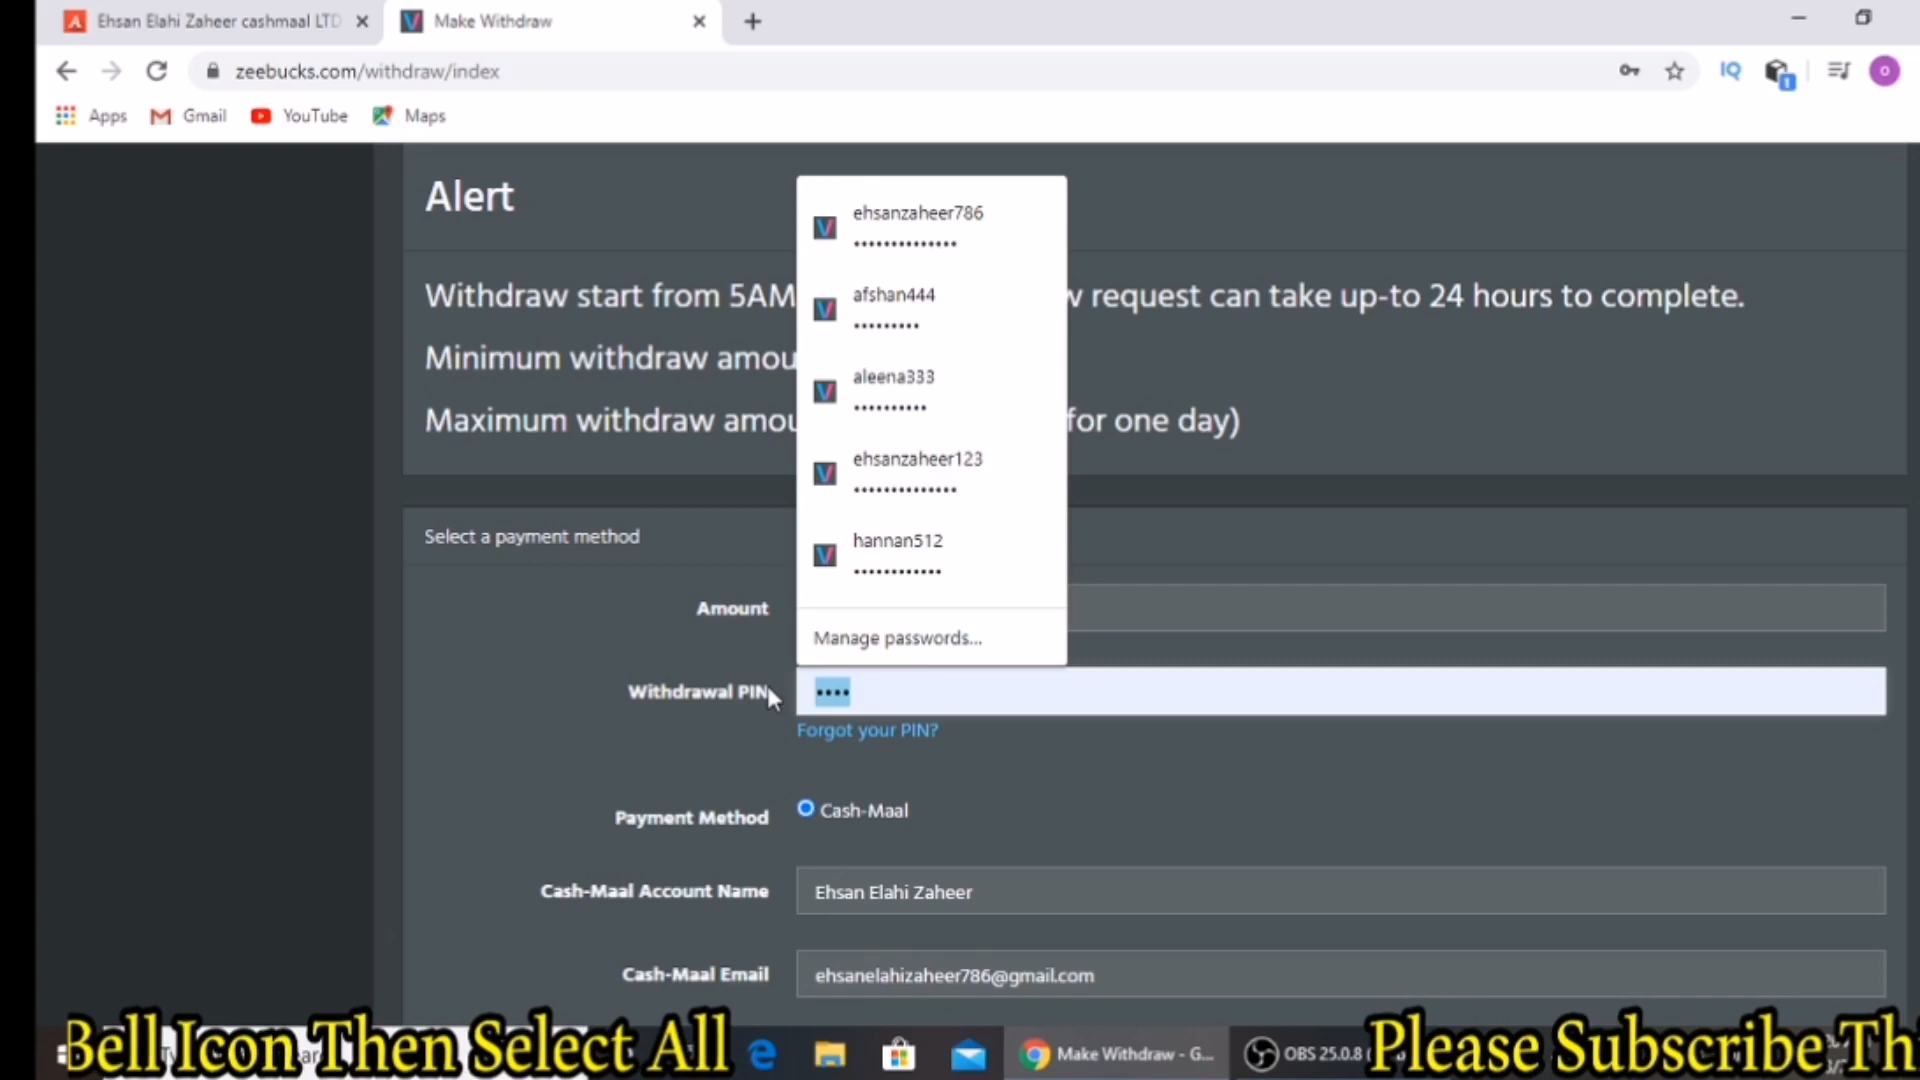 Ehsan Elahi Zaheer cashmaal LTD
Make Withdraw
zeebucks.com/withdraw/index
IQ
1
o
Apps
Gmail
YouTube
Maps
Alert
Withdraw start from 5AM
request can take up-to 24 hours to complete.
Minimum withdraw
Maximum withdraw
for one day)
ehsanzaheer786
••••••••••••••
afshan444
•••••••••
aleena333
••••••••••
ehsanzaheer123
••••••••••••••
hannan512
••••••••••••
Manage passwords...
Select a payment method
Amount
Withdrawal PIN
••••
Forgot your PIN?
Payment Method
Cash-Maal
Cash-Maal Account Name
Ehsan Elahi Zaheer
Cash-Maal Email
ehsanelahizaheer786@gmail.com
Bell Icon Then Select All
Make Withdraw - G...
OBS 25.0.8
Please Subscribe